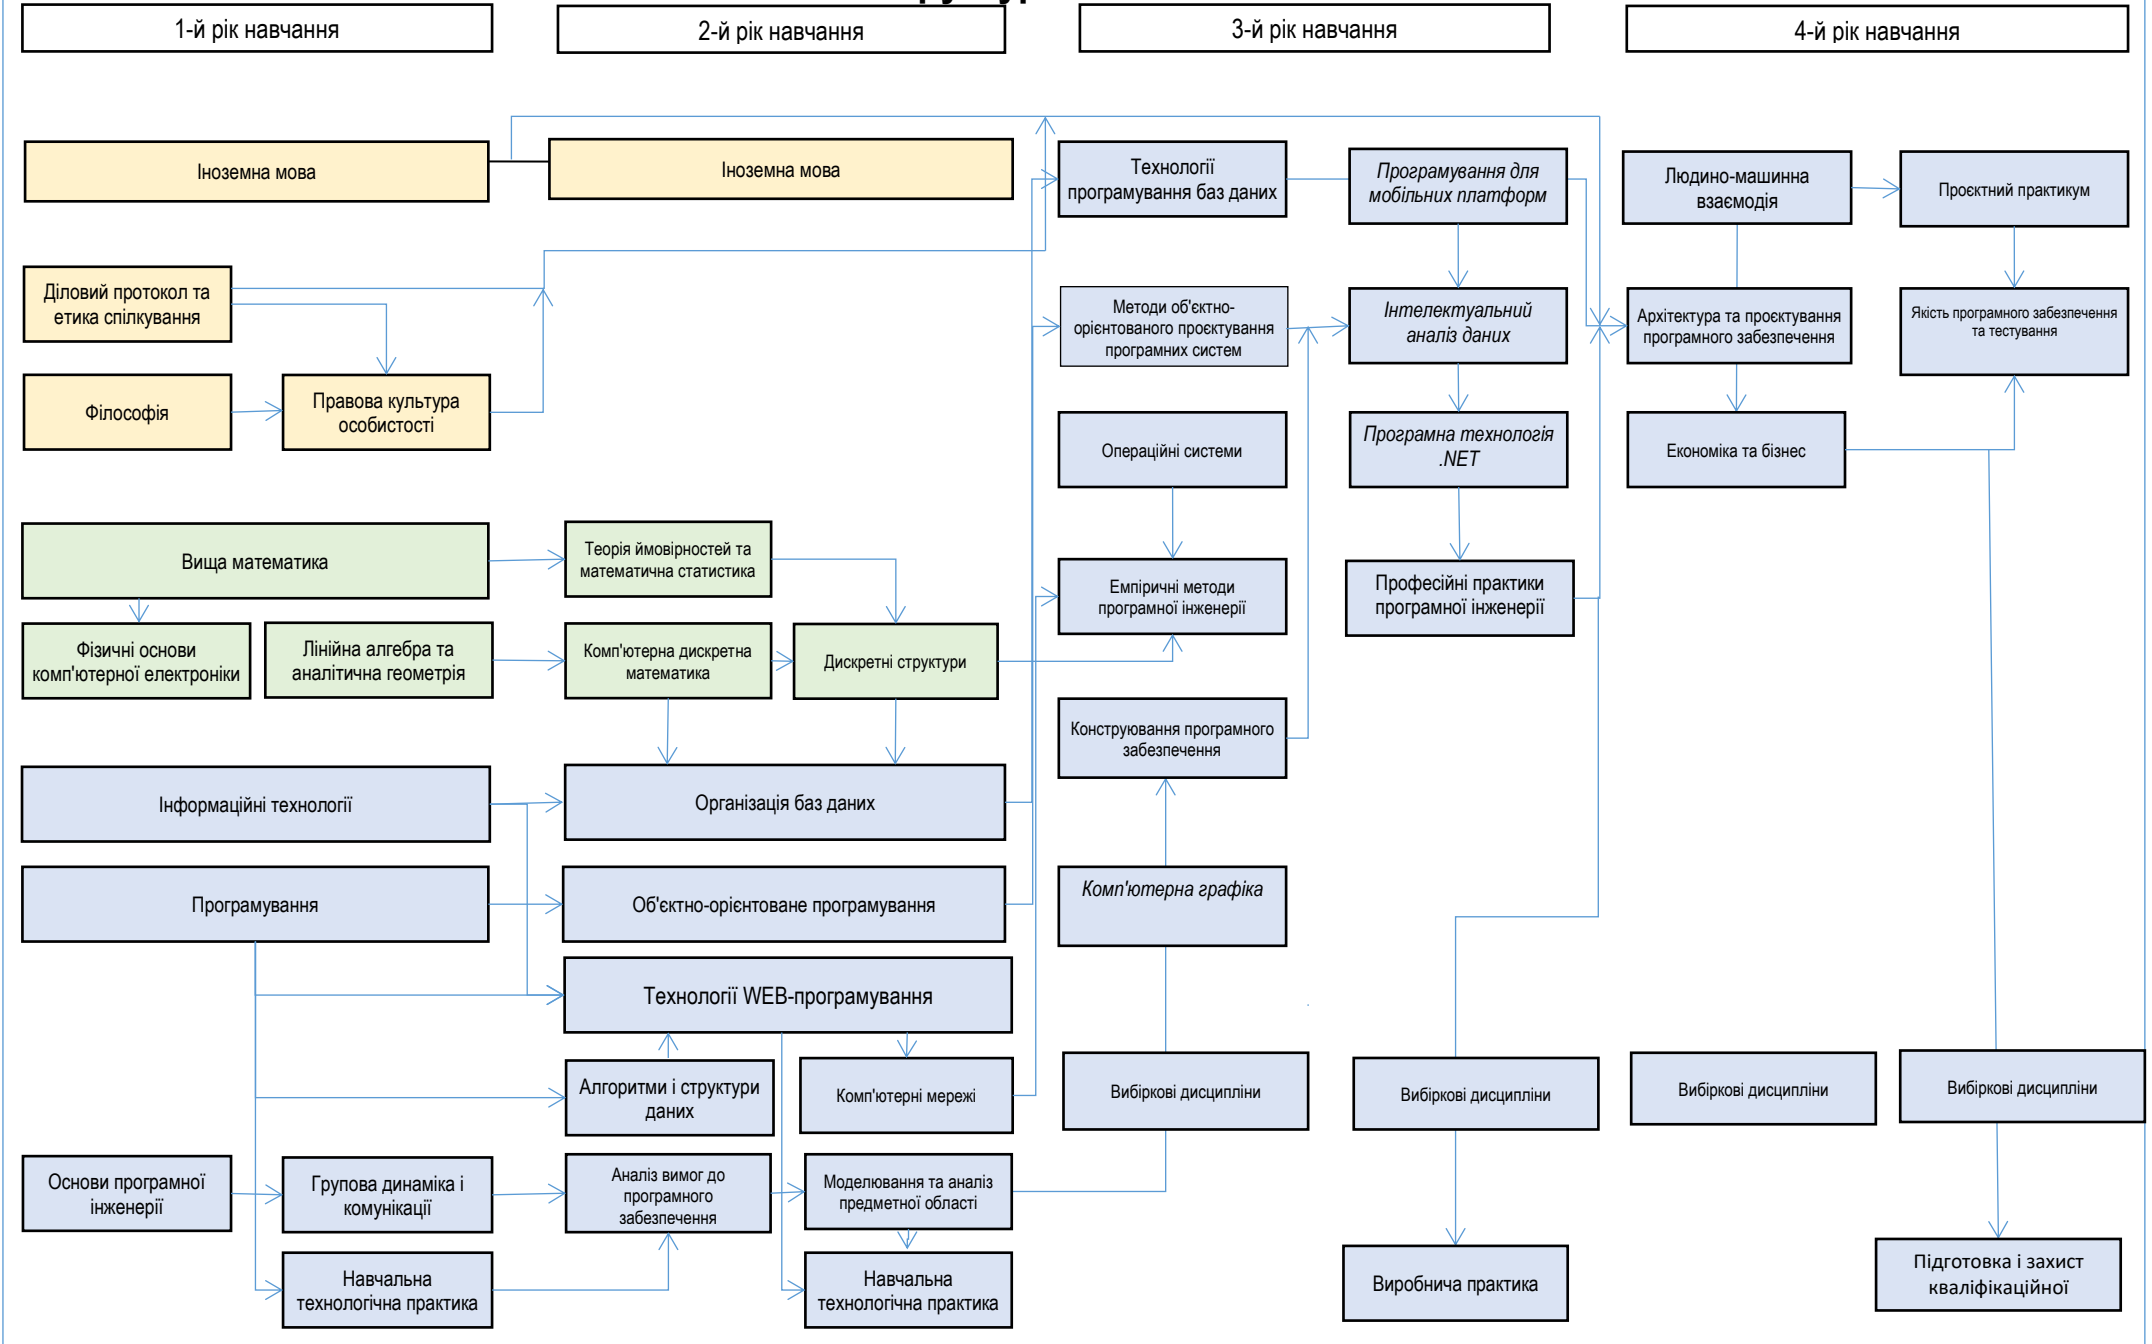 1-й рік навчання
2-й рік навчання
3-й рік навчання
4-й рік навчання
Іноземна мова
Іноземна мова
Технології
програмування баз даних
Програмування для
мобільних платформ
Людино-машинна
взаємодія
Проєктний практикум
Діловий протокол та
етика спілкування
Методи об'єктно-
орієнтованого проєктування
програмних систем
Інтелектуальний
аналіз даних
Архітектура та проєктування
програмного забезпечення
Якість програмного забезпечення
та тестування
Філософія
Правова культура
особистості
Операційні системи
Програмна технологія
.NET
Економіка та бізнес
Вища математика
Теорія ймовірностей та
математична статистика
Емпіричні методи
програмної інженерії
Професійні практики
програмної інженерії
Фізичні основи
комп'ютерної електроніки
Лінійна алгебра та
аналітична геометрія
Комп'ютерна дискретна
математика
Дискретні структури
Конструювання програмного
забезпечення
Інформаційні технології
Організація баз даних
Програмування
Об'єктно-орієнтоване програмування
Комп'ютерна графіка
Технології WEB-програмування
Алгоритми і структури
даних
Комп'ютерні мережі
Вибіркові дисципліни
Вибіркові дисципліни
Вибіркові дисципліни
Вибіркові дисципліни
Основи програмної
інженерії
Групова динаміка і
комунікації
Аналіз вимог до
програмного
забезпечення
Моделювання та аналіз
предметної області
Навчальна
технологічна практика
Навчальна
технологічна практика
Виробнича практика
Підготовка і захист
кваліфікаційної